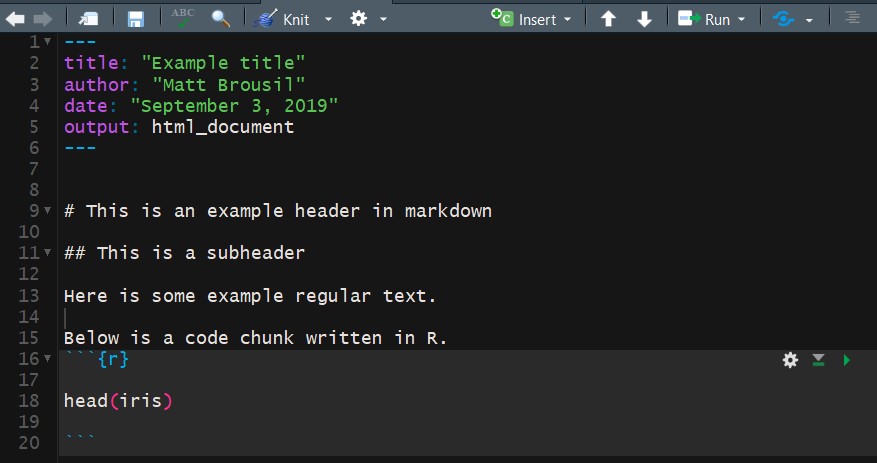 ABC Knit C Insert Run
1 ---
2 title: "Example title"
3 author: "Matt Brousil"
4 date: "September 3, 2019"
5 output: html_document
6 ---
7
8
9 # This is an example header in markdown
10
11 ## This is a subheader
12
13 Here is some example regular text.
14
15 Below is a code chunk written in R.
16 ```{r}
17
18 head(iris)
19
20 ```